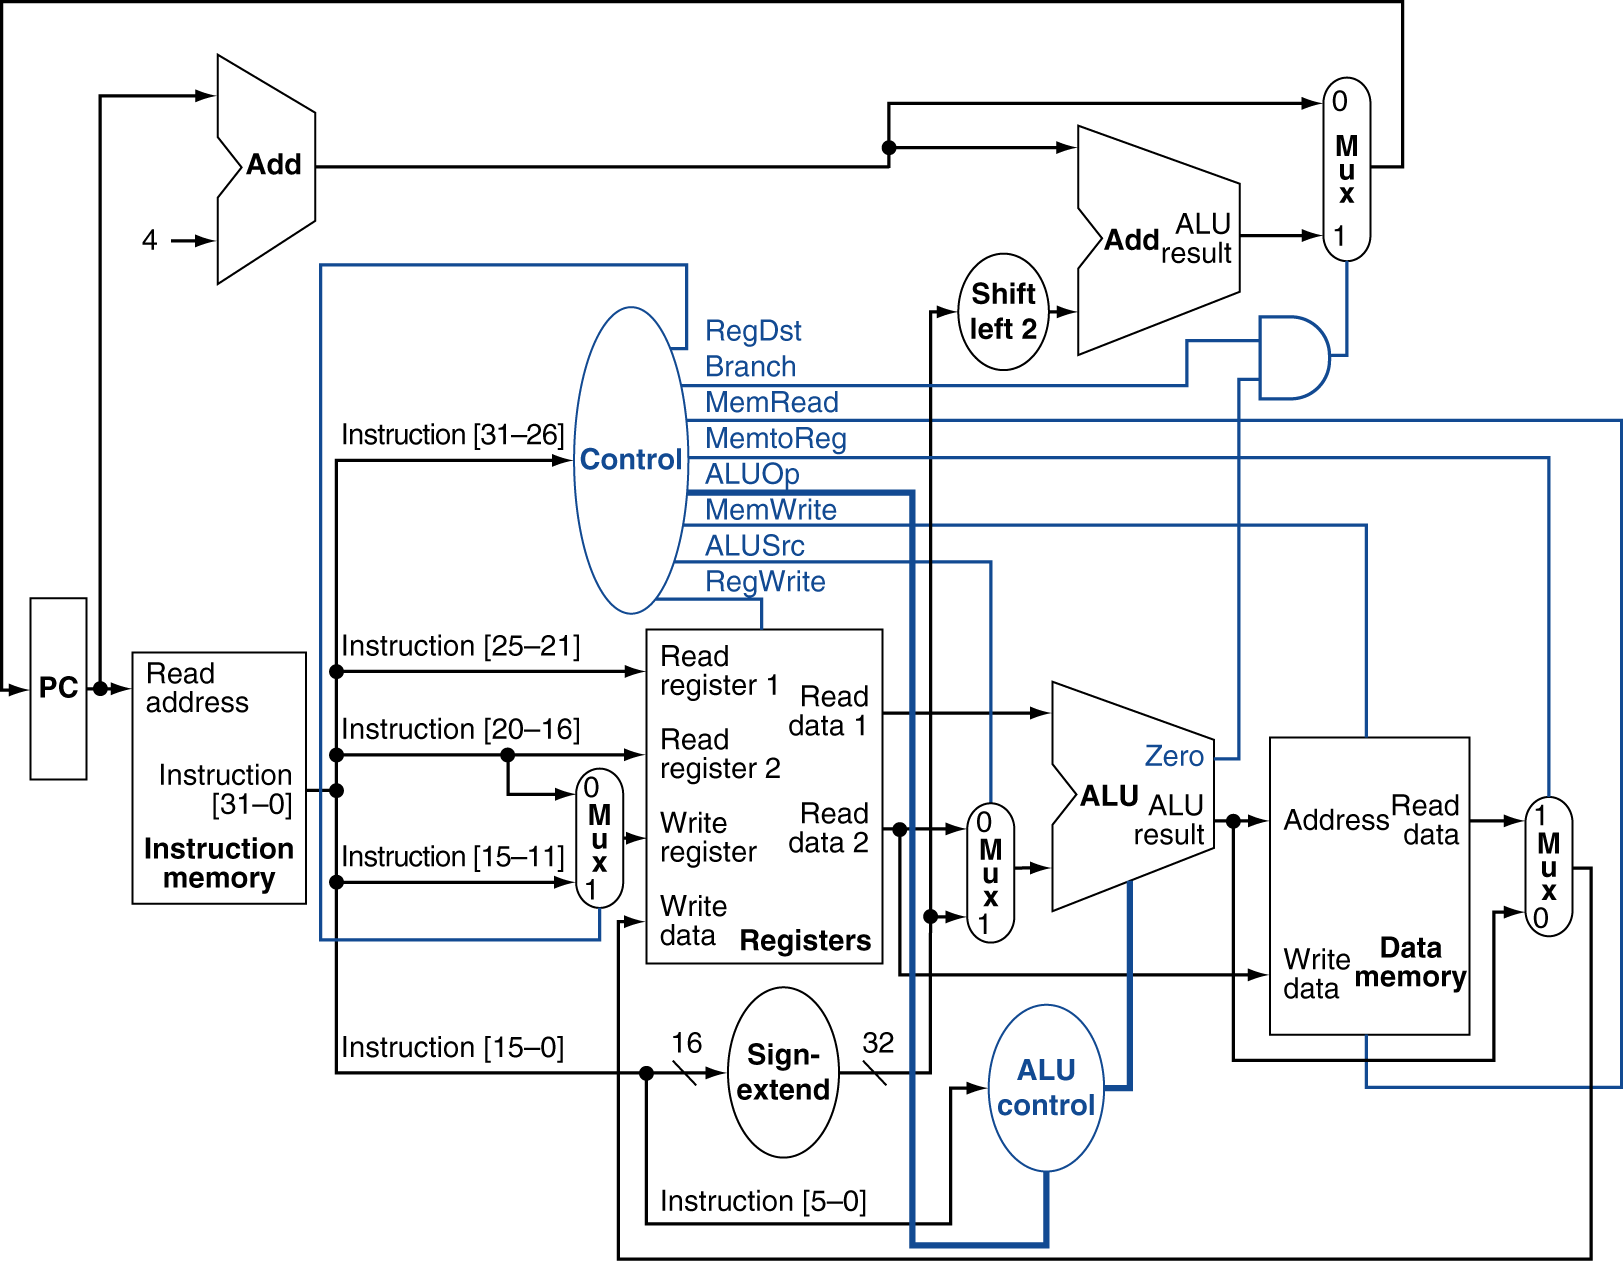 0
M
u
x
1
Add
4
Add
ALU
result
Shift
left 2
RegDst
Branch
MemRead
MemtoReg
ALUOp
MemWrite
ALUSrc
RegWrite
Control
Instruction [31–26]
PC
Read
address
Instruction
[31–0]
Instruction
memory
Instruction [25–21]
Instruction [20–16]
Instruction [15–11]
0
M
u
x
1
Read
register 1
Read
register 2
Write
register
Write
data
Read
data 1
Read
data 2
Registers
0
M
u
x
1
Zero
ALU
ALU
result
Address
Read
data
Write
data
Data
memory
1
M
u
x
0
Instruction [15–0]
16
Sign-
extend
32
ALU
control
Instruction [5–0]